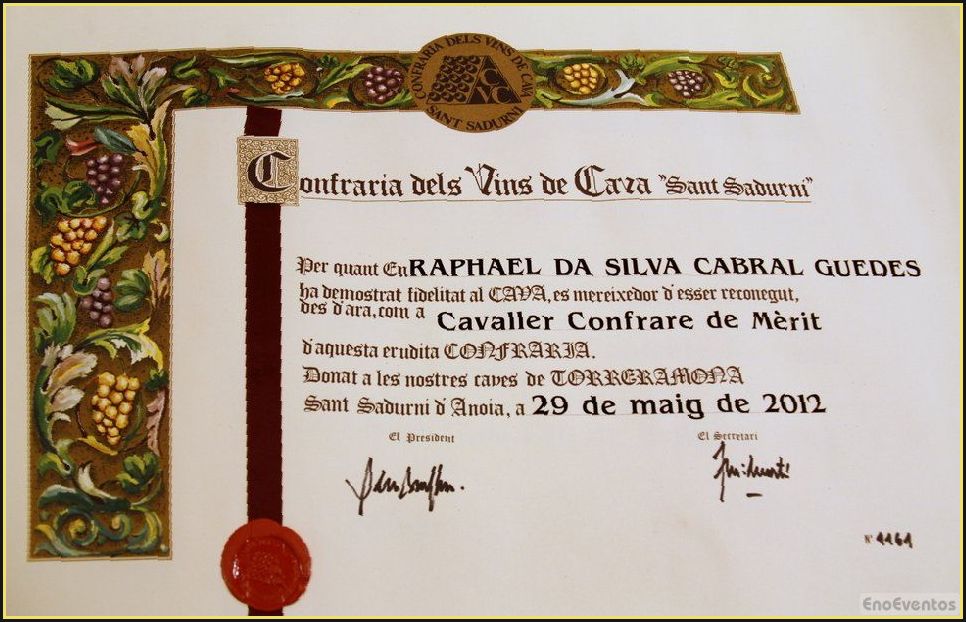 CONFRARIA DELS VINS DE CAVA
CVC
SANT SADURNI
Confraria dels Vins de Cava "Sant Sadurni"
Per quant En RAPHAEL DA SILVA CABRAL GUEDES
ha demostrat fidelitat al CAVA, es mereixedor d'esser reconegut,
des d'ara, com a Cavaller Confrare de Mèrit
d'aquesta erudita CONFRARIA.
Donat a les nostres caves de TORRERAMONA
Sant Sadurni d'Anoia, a 29 de maig de 2012
El President El Secretari
Nº 1161
EnoEventos